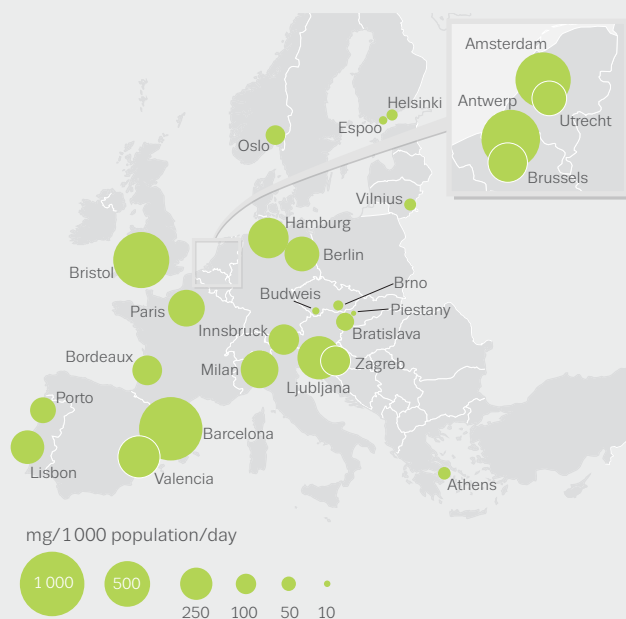 Amsterdam
Antwerp
Utrecht
Brussels
Helsinki
Espoo
Oslo
Vilnius
Hamburg
Berlin
Bristol
Brno
Budweis
Piestany
Paris
Innsbruck
Bratislava
Bordeaux
Milan
Zagreb
Ljubljana
Porto
Barcelona
Lisbon
Valencia
Athens
mg/1000 population/day
1 000
500
250
100
50
10